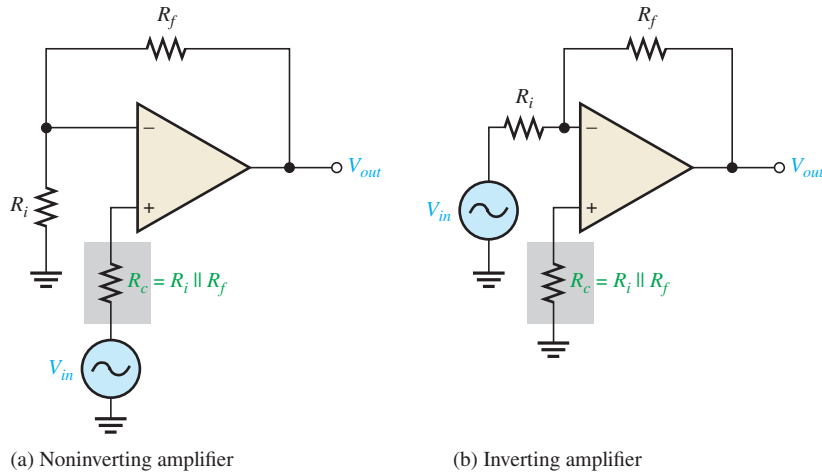 R_f
R_f
R_i
−
−
V_out
V_out
R_i
+
V_in
+
R_c = R_i || R_f
R_c = R_i || R_f
V_in
(a) Noninverting amplifier
(b) Inverting amplifier